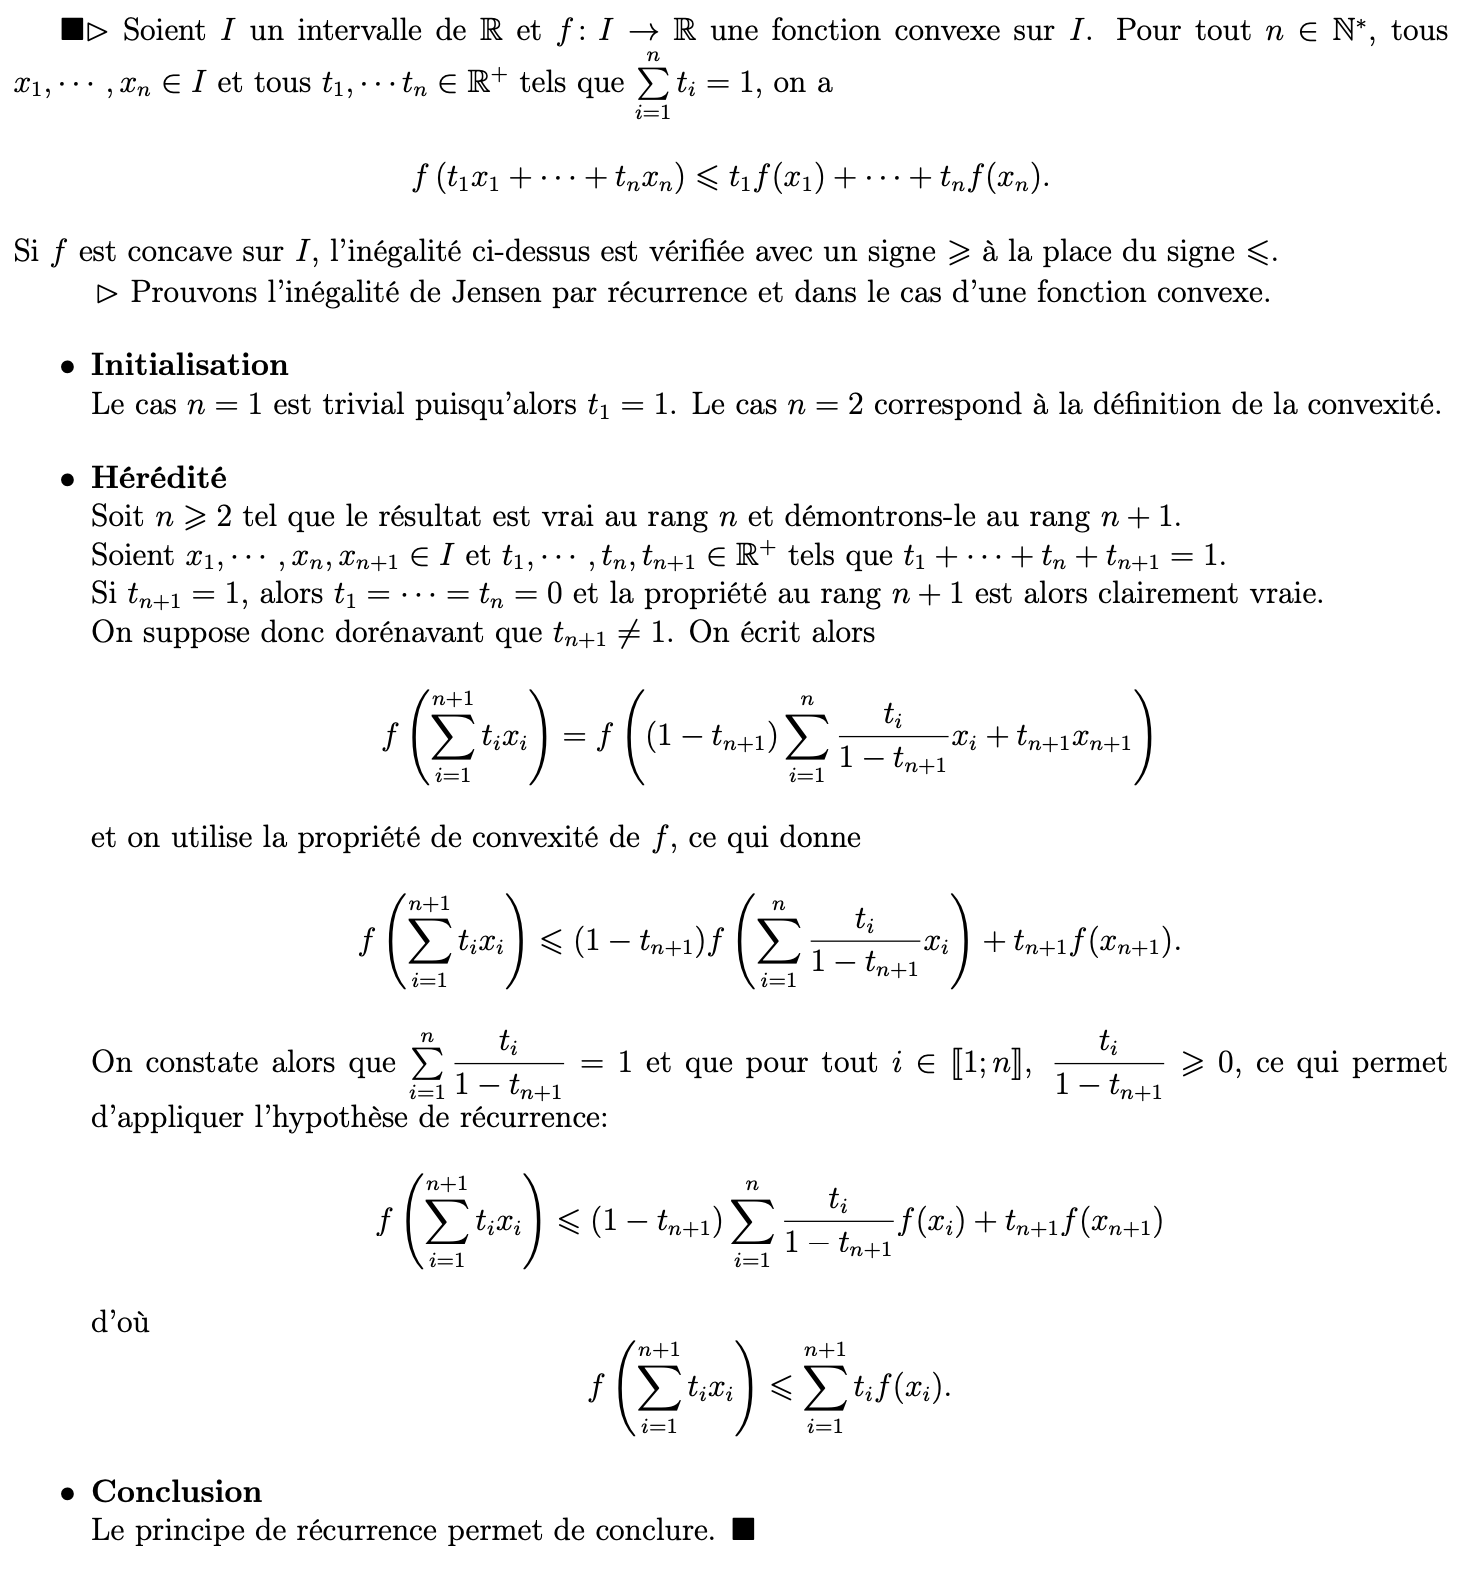 ■▷ Soient $I$ un intervalle de $\mathbb{R}$ et $f\colon I \to \mathbb{R}$ une fonction convexe sur $I$. Pour tout $n \in \mathbb{N}^*$, tous
$x_1, \cdots, x_n \in I$ et tous $t_1, \cdots t_n \in \mathbb{R}^+$ tels que $\sum_{i=1}^{n} t_i = 1$, on a
$f(t_1x_1 + \cdots + t_nx_n) \leqslant t_1f(x_1) + \cdots + t_nf(x_n).$
Si $f$ est concave sur $I$, l'inégalité ci-dessus est vérifiée avec un signe $\geqslant$ à la place du signe $\leqslant$.
▷ Prouvons l'inégalité de Jensen par récurrence et dans le cas d'une fonction convexe.
• Initialisation
Le cas $n = 1$ est trivial puisqu'alors $t_1 = 1$. Le cas $n = 2$ correspond à la définition de la convexité.
• Hérédité
Soit $n \geqslant 2$ tel que le résultat est vrai au rang $n$ et démontrons-le au rang $n + 1$.
Soient $x_1, \cdots, x_n, x_{n+1} \in I$ et $t_1, \cdots, t_n, t_{n+1} \in \mathbb{R}^+$ tels que $t_1 + \cdots + t_n + t_{n+1} = 1$.
Si $t_{n+1} = 1$, alors $t_1 = \cdots = t_n = 0$ et la propriété au rang $n + 1$ est alors clairement vraie.
On suppose donc dorénavant que $t_{n+1} \neq 1$. On écrit alors
$f\left(\sum_{i=1}^{n+1} t_ix_i\right) = f\left((1 - t_{n+1})\sum_{i=1}^{n} \frac{t_i}{1 - t_{n+1}}x_i + t_{n+1}x_{n+1}\right)$
et on utilise la propriété de convexité de $f$, ce qui donne
$f\left(\sum_{i=1}^{n+1} t_ix_i\right) \leqslant (1 - t_{n+1})f\left(\sum_{i=1}^{n} \frac{t_i}{1 - t_{n+1}}x_i\right) + t_{n+1}f(x_{n+1}).$
On constate alors que $\sum_{i=1}^{n} \frac{t_i}{1 - t_{n+1}} = 1$ et que pour tout $i \in [\![1; n]\!]$, $\frac{t_i}{1 - t_{n+1}} \geqslant 0$, ce qui permet
d'appliquer l'hypothèse de récurrence:
$f\left(\sum_{i=1}^{n+1} t_ix_i\right) \leqslant (1 - t_{n+1})\sum_{i=1}^{n} \frac{t_i}{1 - t_{n+1}}f(x_i) + t_{n+1}f(x_{n+1})$
d'où
$f\left(\sum_{i=1}^{n+1} t_ix_i\right) \leqslant \sum_{i=1}^{n+1} t_if(x_i).$
• Conclusion
Le principe de récurrence permet de conclure. ■